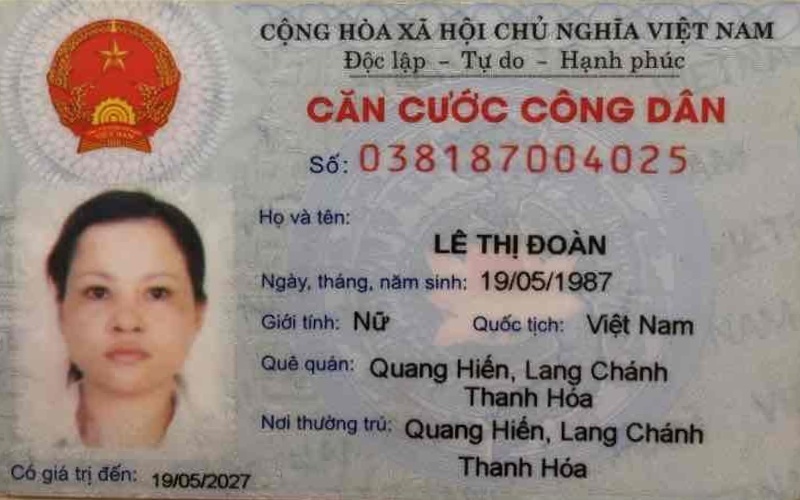 CỘNG HÒA XÃ HỘI CHỦ NGHĨA VIỆT NAM
Độc lập - Tự do - Hạnh phúc
CĂN CƯỚC CÔNG DÂN
Số: 038187004025
Họ và tên:
LÊ THỊ ĐOÀN
Ngày, tháng, năm sinh: 19/05/1987
Giới tính: Nữ Quốc tịch: Việt Nam
Quê quán: Quang Hiến, Lang Chánh
Thanh Hóa
Nơi thường trú: Quang Hiến, Lang Chánh
Thanh Hóa
Có giá trị đến: 19/05/2027